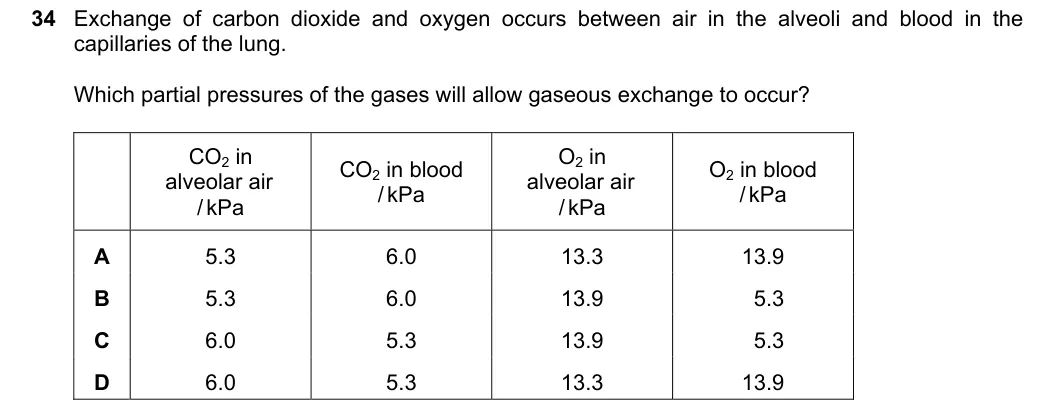 34 Exchange of carbon dioxide and oxygen occurs between air in the alveoli and blood in the
capillaries of the lung.
Which partial pressures of the gases will allow gaseous exchange to occur?
CO₂ in alveolar air /kPa CO₂ in blood /kPa O₂ in alveolar air /kPa O₂ in blood /kPa
A 5.3 6.0 13.3 13.9
B 5.3 6.0 13.9 5.3
C 6.0 5.3 13.9 5.3
D 6.0 5.3 13.3 13.9